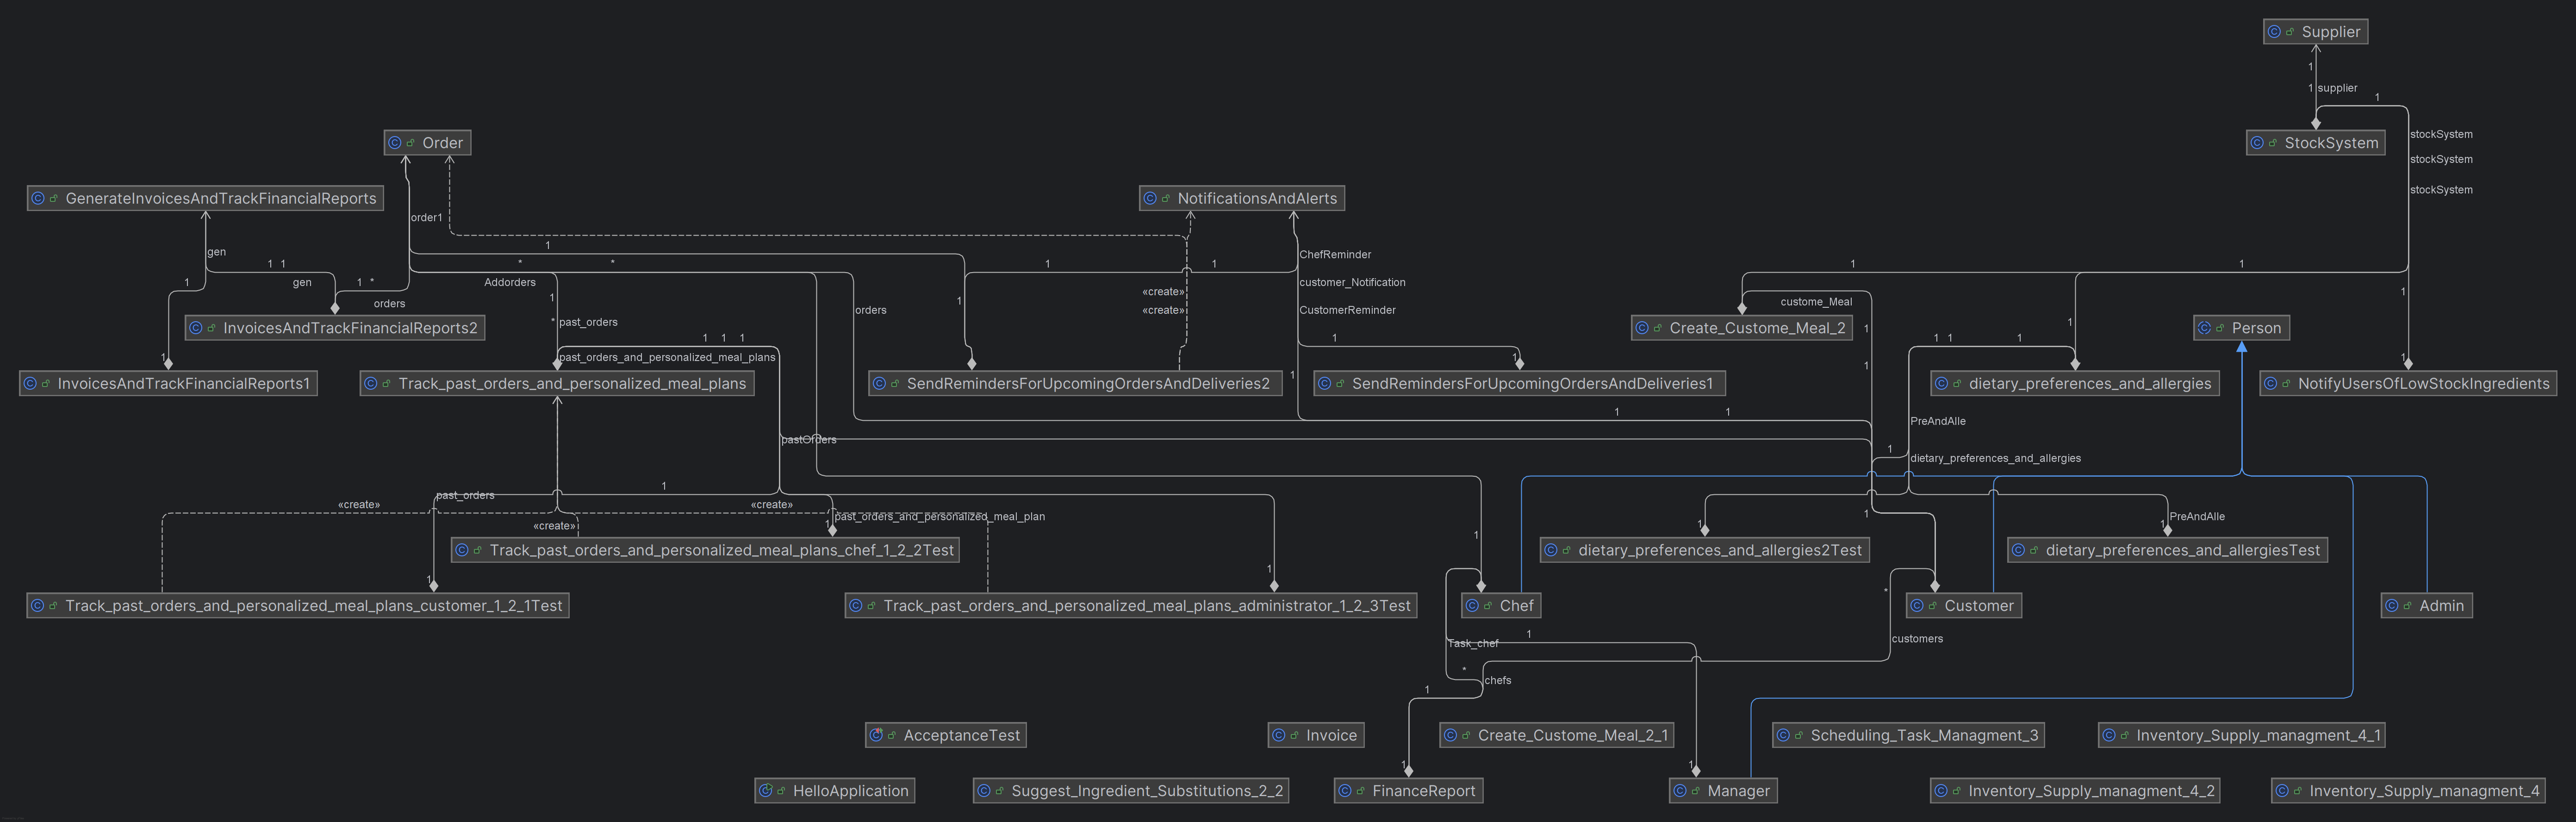 Supplier
1
1 supplier
1
Order
StockSystem
stockSystem
stockSystem
stockSystem
GenerateInvoicesAndTrackFinancialReports
NotificationsAndAlerts
order1
gen
1
ChefReminder
1 1
* *
1 1
1 1
1
gen
1 *
Addorders
customer_Notification
«create»
1
orders
1
1
custome_Meal
orders
«create»
CustomerReminder
InvoicesAndTrackFinancialReports2
* past_orders
Create_Custome_Meal_2
1
1
Person
1 1 1
1
1 1
1
1
past_orders_and_personalized_meal_plans
1
1
1
1
1
InvoicesAndTrackFinancialReports1
Track_past_orders_and_personalized_meal_plans
SendRemindersForUpcomingOrdersAndDeliveries2
SendRemindersForUpcomingOrdersAndDeliveries1
dietary_preferences_and_allergies
NotifyUsersOfLowStockIngredients
1 1
PreAndAlle
pastOrders
1
dietary_preferences_and_allergies
1
past_orders
«create»
«create»
past_orders_and_personalized_meal_plan
1
PreAndAlle
«create»
1
1
1
1
Track_past_orders_and_personalized_meal_plans_chef_1_2_2Test
dietary_preferences_and_allergies2Test
dietary_preferences_and_allergiesTest
1
1
*
Track_past_orders_and_personalized_meal_plans_customer_1_2_1Test
Track_past_orders_and_personalized_meal_plans_administrator_1_2_3Test
Chef
Customer
Admin
Task_chef
1
customers
*
chefs
1
AcceptanceTest
Invoice
Create_Custome_Meal_2_1
Scheduling_Task_Managment_3
Inventory_Supply_managment_4_1
1
1
HelloApplication
Suggest_Ingredient_Substitutions_2_2
FinanceReport
Manager
Inventory_Supply_managment_4_2
Inventory_Supply_managment_4